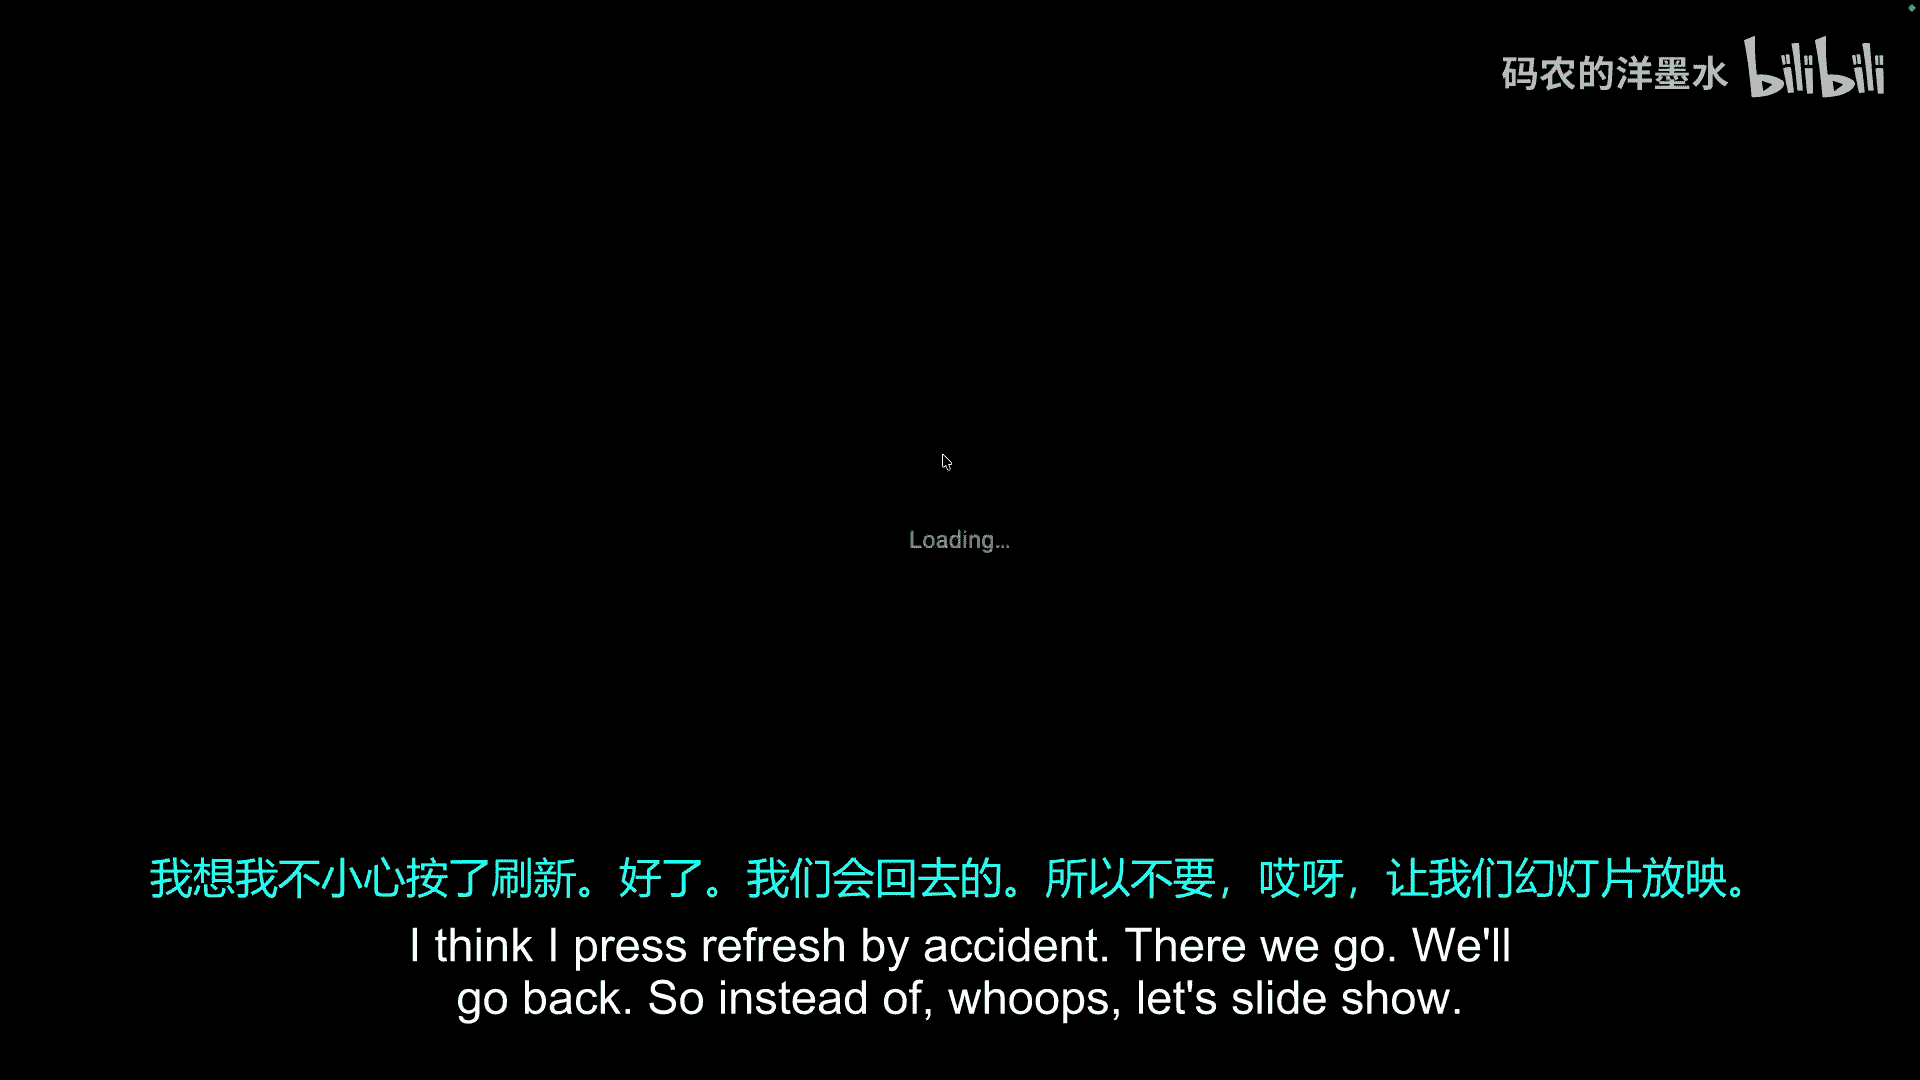 码农的洋墨水 bilibili
Loading...
我想我不小心按了刷新。好了。我们会回去的。所以不要，哎呀，让我们幻灯片放映。
I think I press refresh by accident. There we go. We'll
go back. So instead of, whoops, let's slide show.